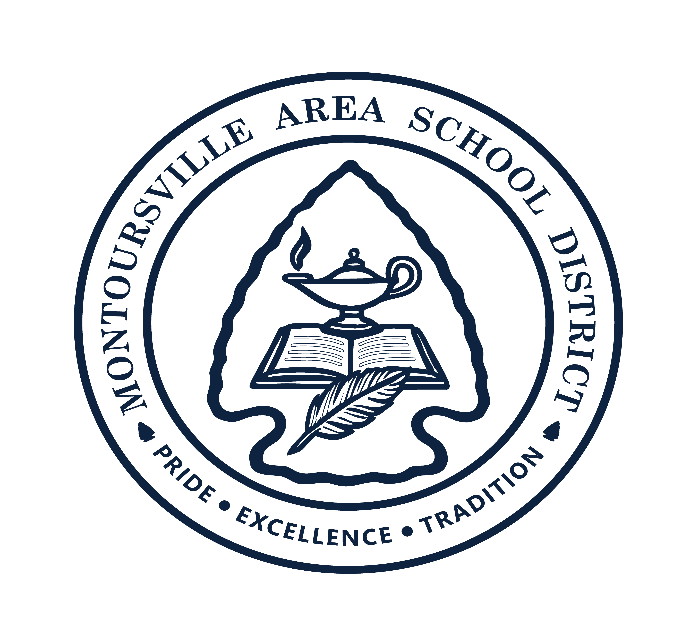 MONTOURSVILLE AREA SCHOOL DISTRICT
PRIDE • EXCELLENCE • TRADITION